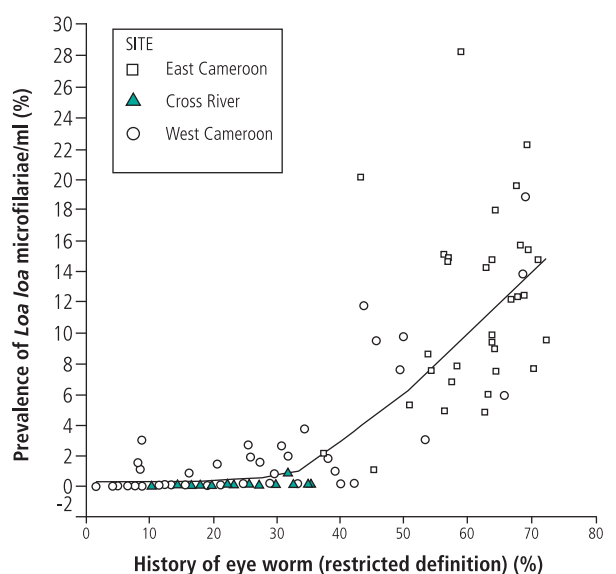 30
28
26
24
22
20
18
16
14
12
10
8
6
4
2
0
-2
Prevalence of Loa loa microfilariae/ml (%)
SITE
East Cameroon
Cross River
West Cameroon
0 10 20 30 40 50 60 70 80
History of eye worm (restricted definition) (%)